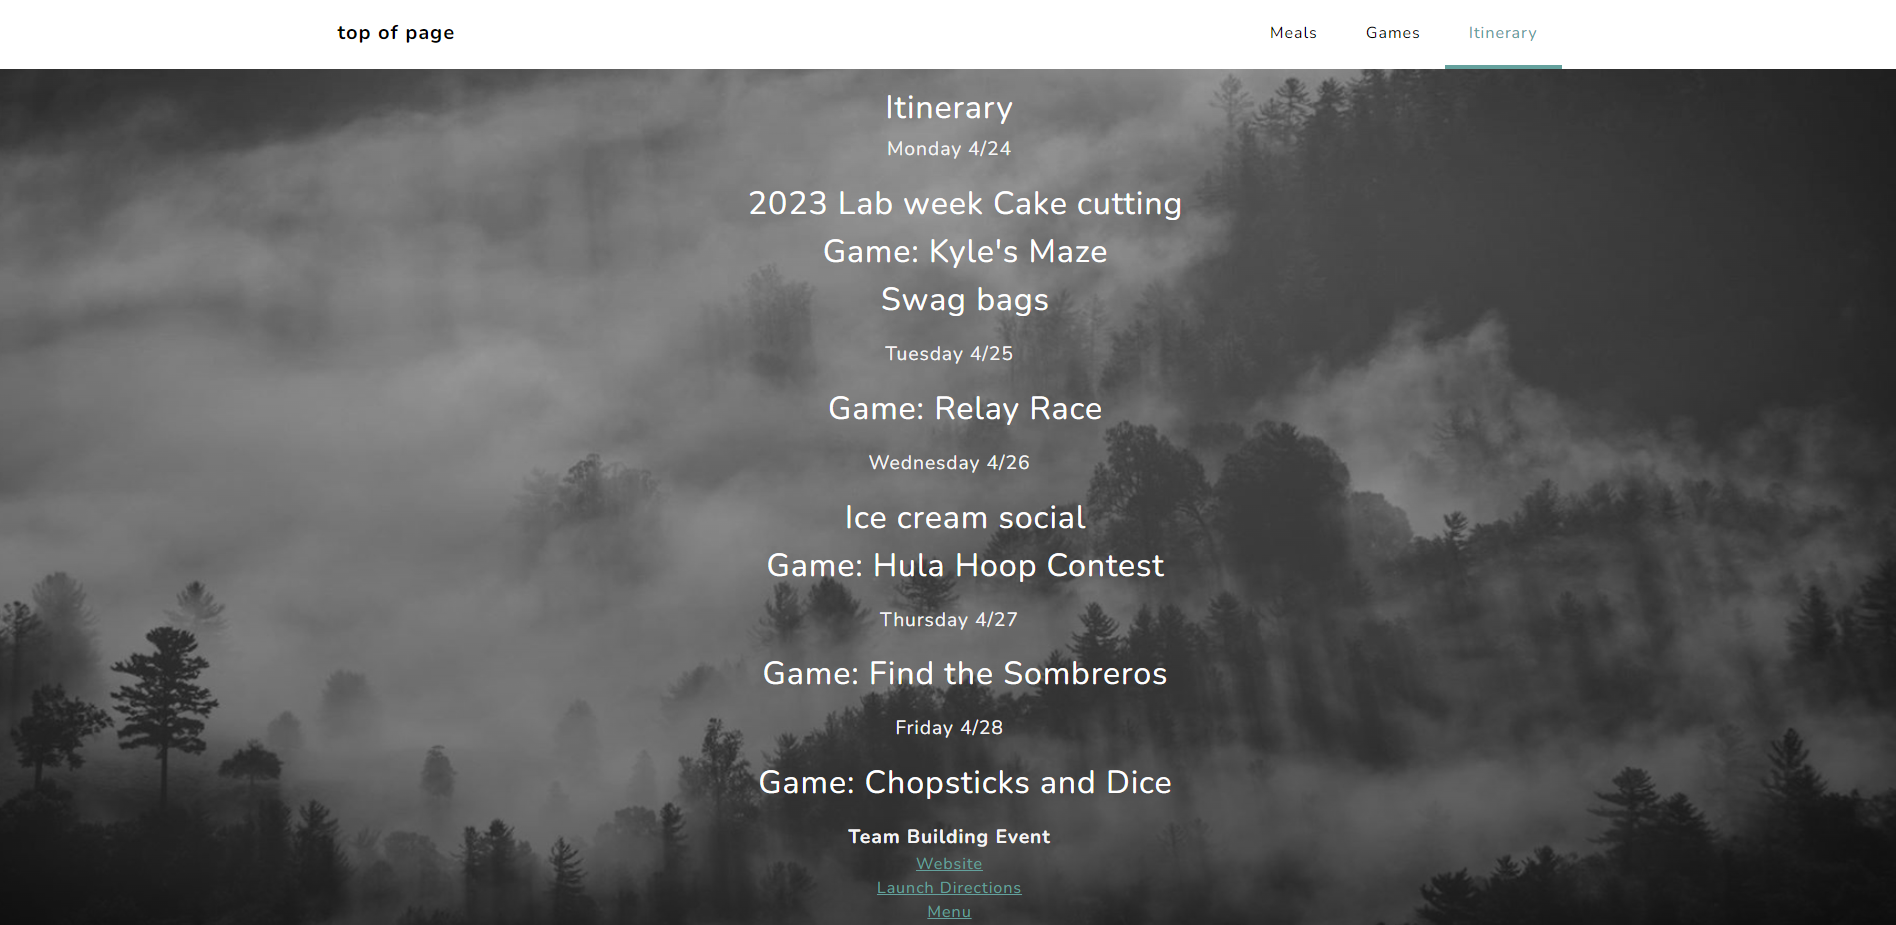 top of page
Meals
Games
Itinerary
Itinerary
Monday 4/24
2023 Lab week Cake cutting
Game: Kyle's Maze
Swag bags
Tuesday 4/25
Game: Relay Race
Wednesday 4/26
Ice cream social
Game: Hula Hoop Contest
Thursday 4/27
Game: Find the Sombreros
Friday 4/28
Game: Chopsticks and Dice
Team Building Event
Website
Launch Directions
Menu